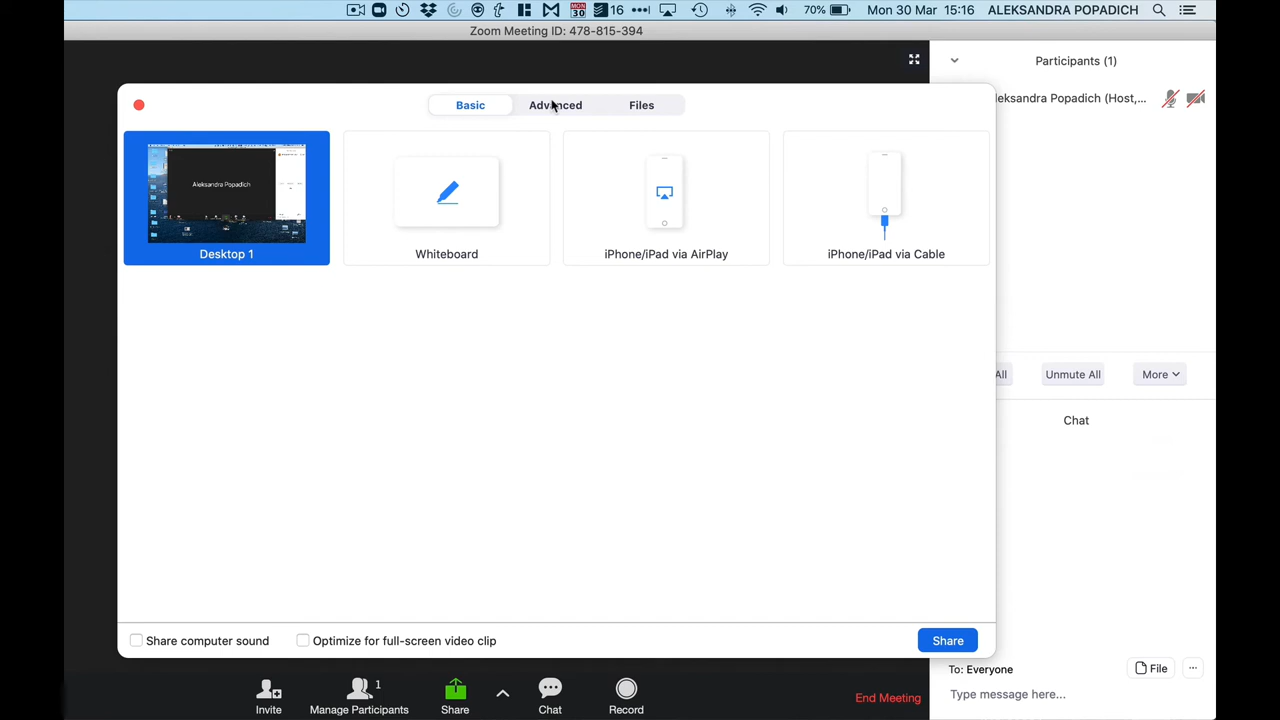 MON
30
16
70%
Mon 30 Mar 15:16
ALEKSANDRA POPADICH
Zoom Meeting ID: 478-815-394
Participants (1)
Basic
Advanced
Files
leksandra Popadich (Host,...
Aleksandra Popadich
Desktop 1
Whiteboard
iPhone/iPad via AirPlay
iPhone/iPad via Cable
All
Unmute All
More
Chat
Share computer sound
Optimize for full-screen video clip
Share
To: Everyone
File
...
Type message here...
Invite
1
Manage Participants
Share
Chat
Record
End Meeting